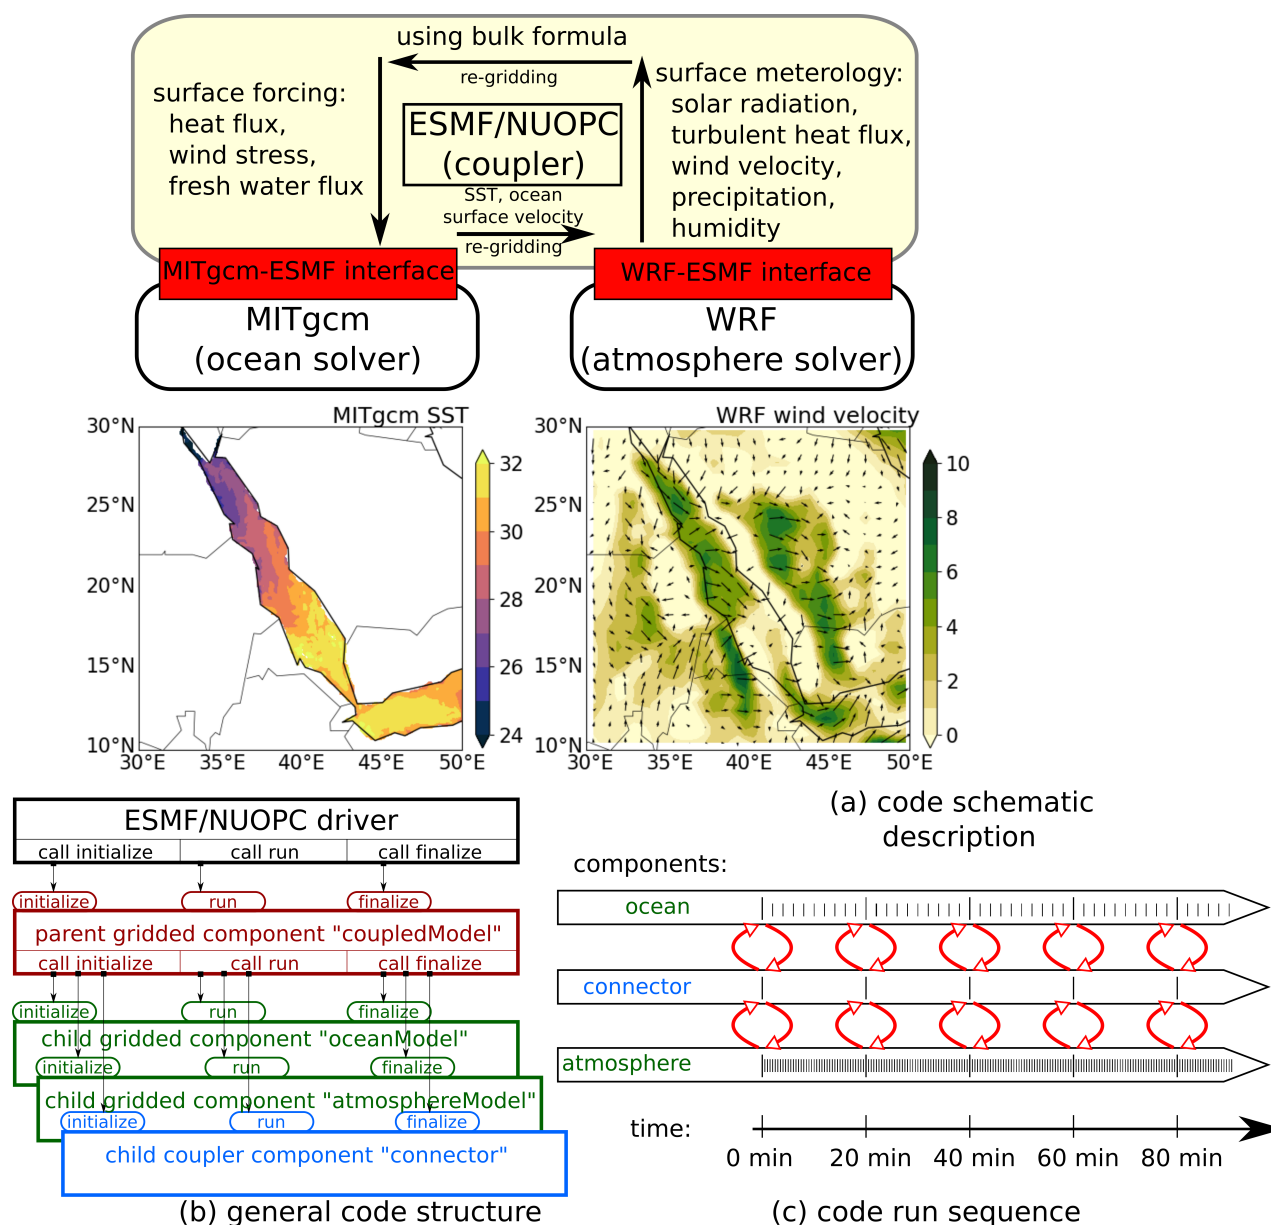 using bulk formula
re-gridding
surface forcing:
heat flux,
wind stress,
fresh water flux
ESMF/NUOPC
(coupler)
SST, ocean
surface velocity
re-gridding
surface meterology:
solar radiation,
turbulent heat flux,
wind velocity,
precipitation,
humidity
MITgcm-ESMF interface
WRF-ESMF interface
MITgcm
(ocean solver)
WRF
(atmosphere solver)
MITgcm SST
30°N
25°N
20°N
15°N
10°N
30°E 35°E 40°E 45°E 50°E
32
30
28
26
24
WRF wind velocity
30°N
25°N
20°N
15°N
10°N
30°E 35°E 40°E 45°E 50°E
10
8
6
4
2
0
(a) code schematic
description
ESMF/NUOPC driver
call initialize call run call finalize
initialize run finalize
parent gridded component "coupledModel"
call initialize call run call finalize
initialize run finalize
child gridded component "oceanModel"
initialize run finalize
child gridded component "atmosphereModel"
initialize run finalize
child coupler component "connector"
(b) general code structure
components:
ocean
connector
atmosphere
time:
0 min 20 min 40 min 60 min 80 min
(c) code run sequence